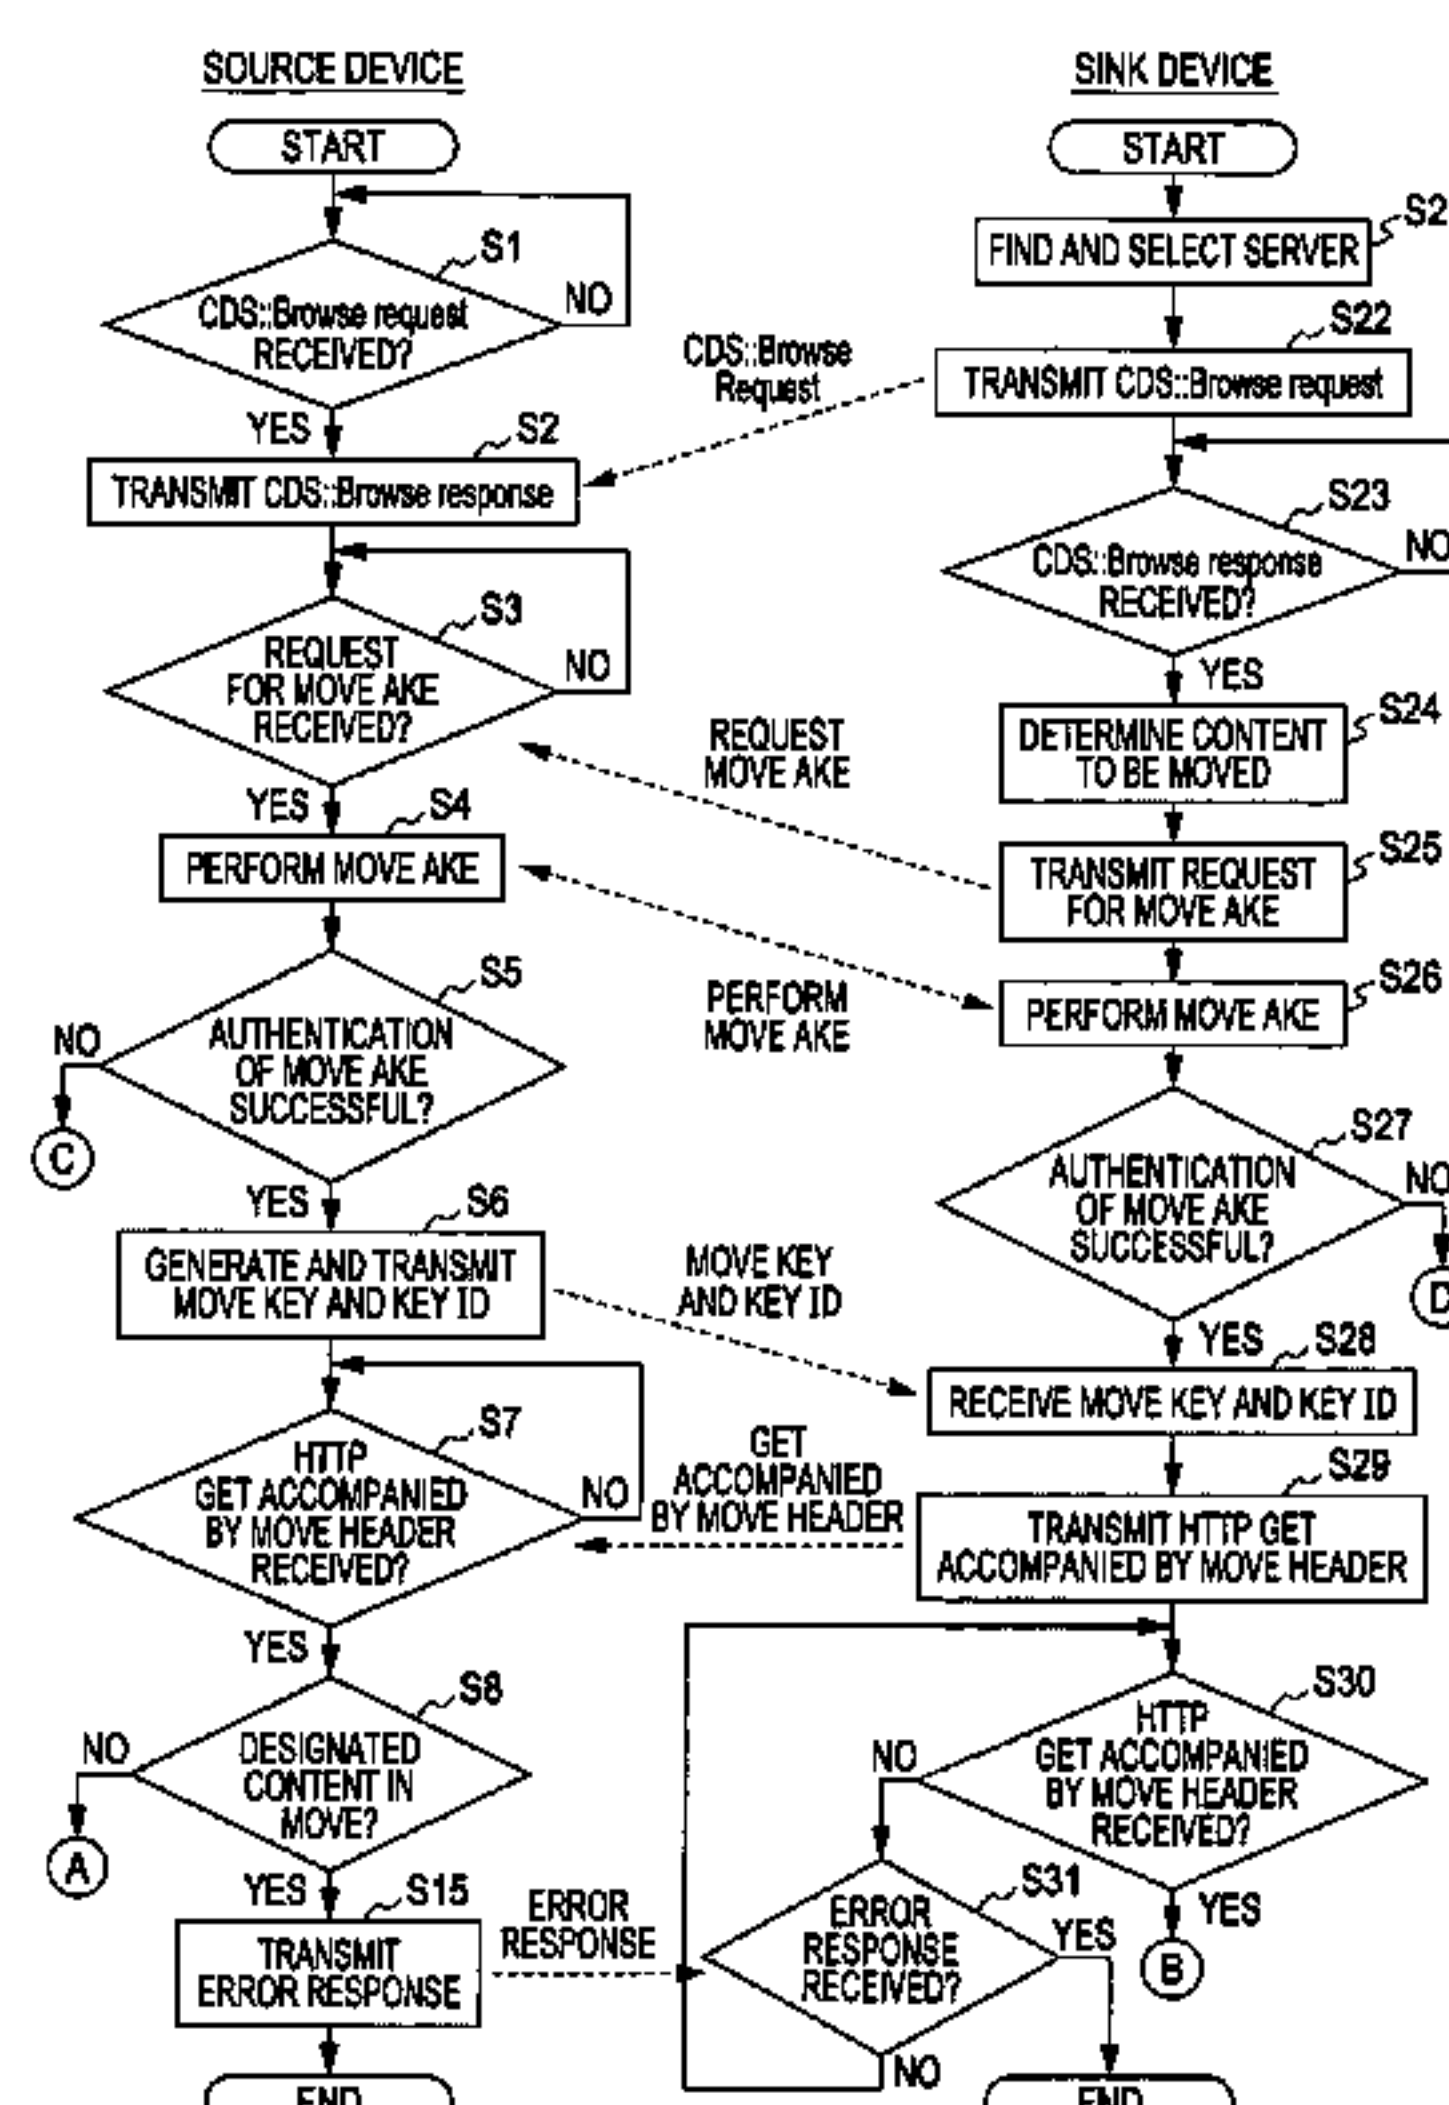 SOURCE DEVICE
START
S1
CDS::Browse request
RECEIVED?
NO
YES
S2
TRANSMIT CDS::Browse response
S3
REQUEST
FOR MOVE AKE
RECEIVED?
NO
YES
S4
PERFORM MOVE AKE
S5
AUTHENTICATION
OF MOVE AKE
SUCCESSFUL?
NO
C
YES
S6
GENERATE AND TRANSMIT
MOVE KEY AND KEY ID
S7
HTTP
GET ACCOMPANIED
BY MOVE HEADER
RECEIVED?
NO
YES
S8
DESIGNATED
CONTENT IN
MOVE?
NO
A
YES
S15
TRANSMIT
ERROR RESPONSE
END
CDS::Browse
Request
REQUEST
MOVE AKE
PERFORM
MOVE AKE
MOVE KEY
AND KEY ID
GET
ACCOMPANIED
BY MOVE HEADER
ERROR
RESPONSE
SINK DEVICE
START
S2
FIND AND SELECT SERVER
S22
TRANSMIT CDS::Browse request
S23
CDS::Browse response
RECEIVED?
NO
YES
S24
DETERMINE CONTENT
TO BE MOVED
S25
TRANSMIT REQUEST
FOR MOVE AKE
S26
PERFORM MOVE AKE
S27
AUTHENTICATION
OF MOVE AKE
SUCCESSFUL?
NO
D
YES
S28
RECEIVE MOVE KEY AND KEY ID
S29
TRANSMIT HTTP GET
ACCOMPANIED BY MOVE HEADER
S30
HTTP
GET ACCOMPANIED
BY MOVE HEADER
RECEIVED?
NO
YES
B
S31
ERROR
RESPONSE
RECEIVED?
YES
NO
END